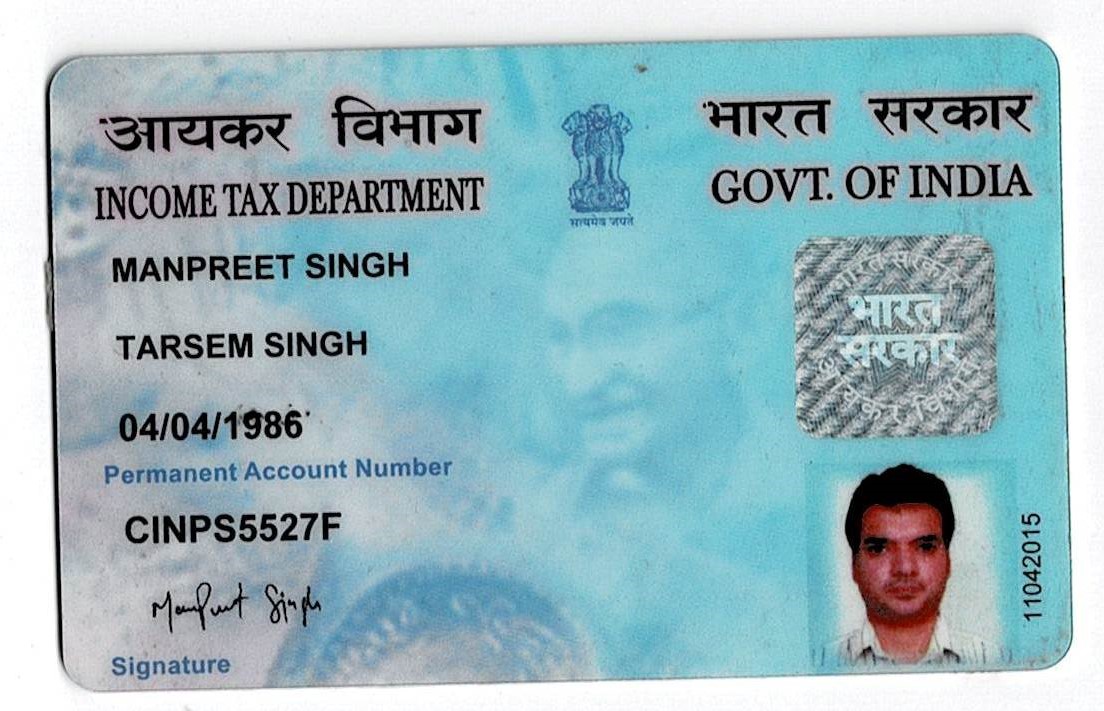 आयकर विभाग
INCOME TAX DEPARTMENT
सत्यमेव जयते
भारत सरकार
GOVT. OF INDIA
MANPREET SINGH
TARSEM SINGH
04/04/1986
Permanent Account Number
CINPS5527F
Manpreet Singh
Signature
भारत
सरकार
11042015